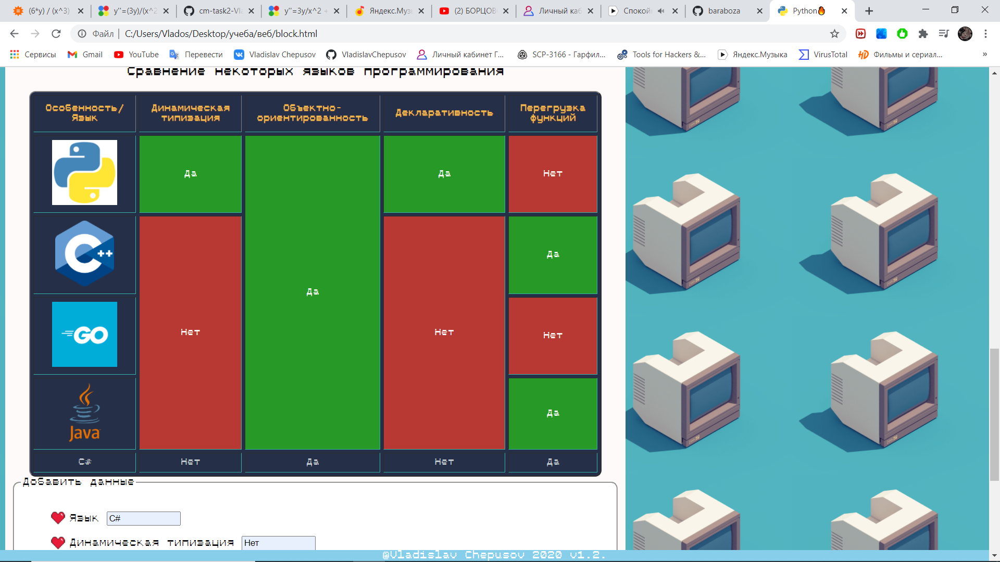 (6*y) / (x^3)
y''=(3y)/(x^2
cm-task2-Vla
y''=3y/x^2 +
Яндекс.Муз
(2) БОРЦОВ
Личный каб
Спокой
baraboza
Python🔥
Файл | C:/Users/Vlados/Desktop/учеба/веб/block.html
Сервисы
Gmail
YouTube
Перевести
Vladislav Chepusov
VladislavChepusov
Личный кабинет Г...
SCP-3166 - Гарфил...
Tools for Hackers &...
Яндекс.Музыка
VirusTotal
Фильмы и сериал...
»
Сравнение некоторых языков программирования
Особенность/
Язык
Динамическая
типизация
Объектно-
ориентированность
Декларативность
Перегрузка
функций
Да
Да
Нет
C++
Да
Да
GO
Нет
Нет
Нет
Java
Да
C#
Нет
Да
Нет
Да
Добавить данные
Язык
C#
Динамическая типизация
Нет
@Vladislav Chepusov 2020 v1.2.